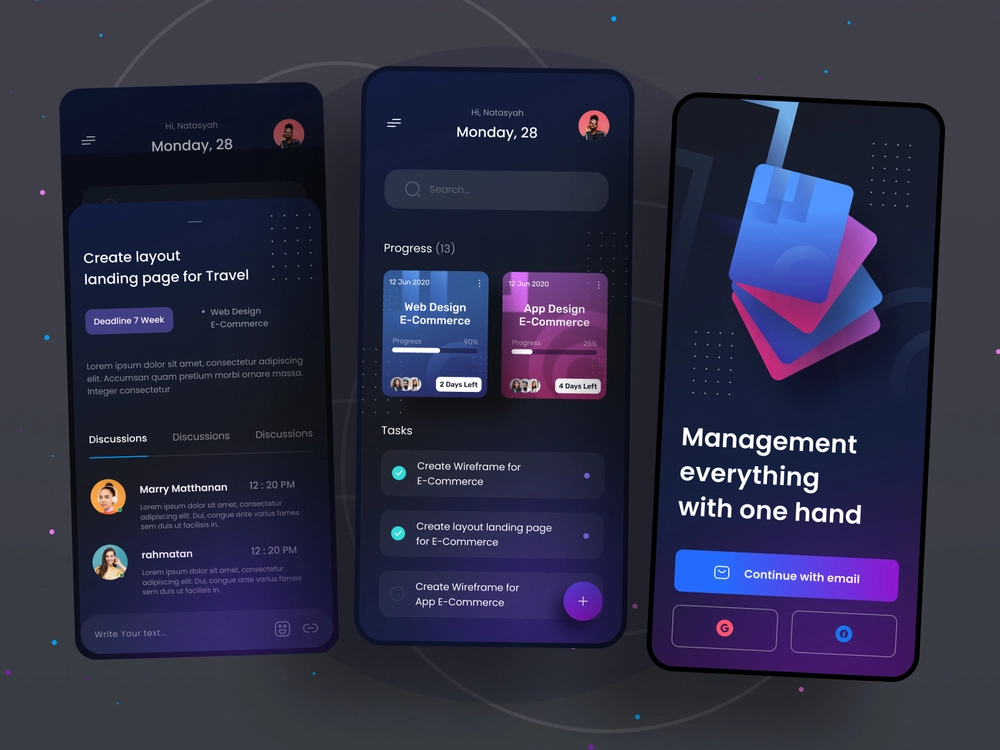 Hi, Natasyah
Monday, 28
Create layout
landing page for Travel
Deadline 7 Week
• Web Design
E-Commerce
Lorem ipsum dolor sit amet, consectetur adipiscing
elit. Accumsan quam pretium morbi ornare massa.
Integer consectetur
Discussions
Discussions
Discussions
Marry Matthanan
12 : 20 PM
Lorem ipsum dolor sit amet, consectetur
adipiscing elit. Dui, congue ante varius fames
sem duis ut facilisis in.
rahmatan
12 : 20 PM
Lorem ipsum dolor sit amet, consectetur
adipiscing elit. Dui, congue ante varius fames
sem duis ut facilisis in.
Write Your text...
Hi, Natasyah
Monday, 28
Search...
Progress (13)
12 Jun 2020
Web Design
E-Commerce
Progress
90%
2 Days Left
12 Jun 2020
App Design
E-Commerce
Progress
25%
4 Days Left
Tasks
Create Wireframe for
E-Commerce
Create layout landing page
for E-Commerce
Create Wireframe for
App E-Commerce
+
Management
everything
with one hand
Continue with email
G
f